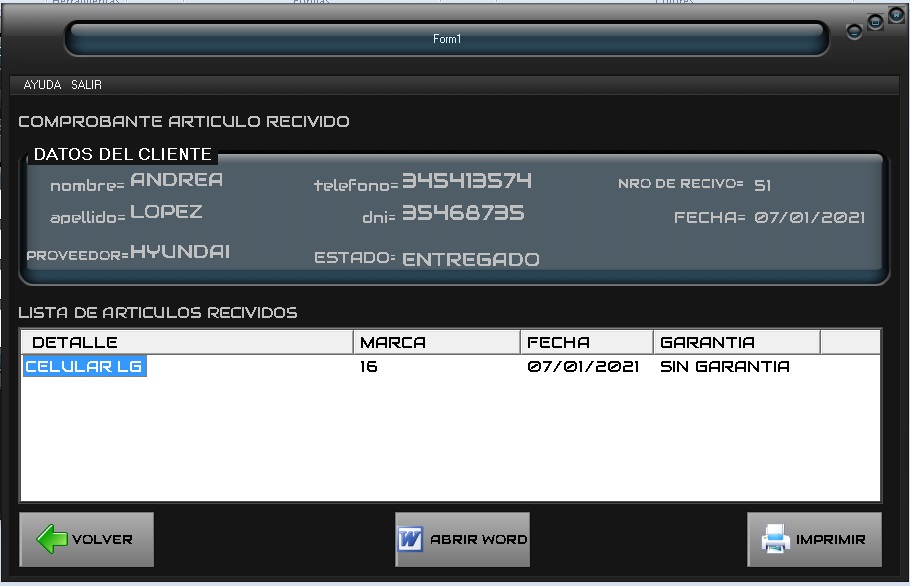 Form1
AYUDA SALIR
COMPROBANTE ARTICULO RECIVIDO
DATOS DEL CLIENTE
nombre= ANDREA telefono= 345413574 NRO DE RECIVO= 51
apellido= LOPEZ dni= 35468735 FECHA= 07/01/2021
PROVEEDOR= HYUNDAI ESTADO= ENTREGADO
LISTA DE ARTICULOS RECIVIDOS
DETALLE MARCA FECHA GARANTIA
CELULAR LG 16 07/01/2021 SIN GARANTIA
VOLVER ABRIR WORD IMPRIMIR